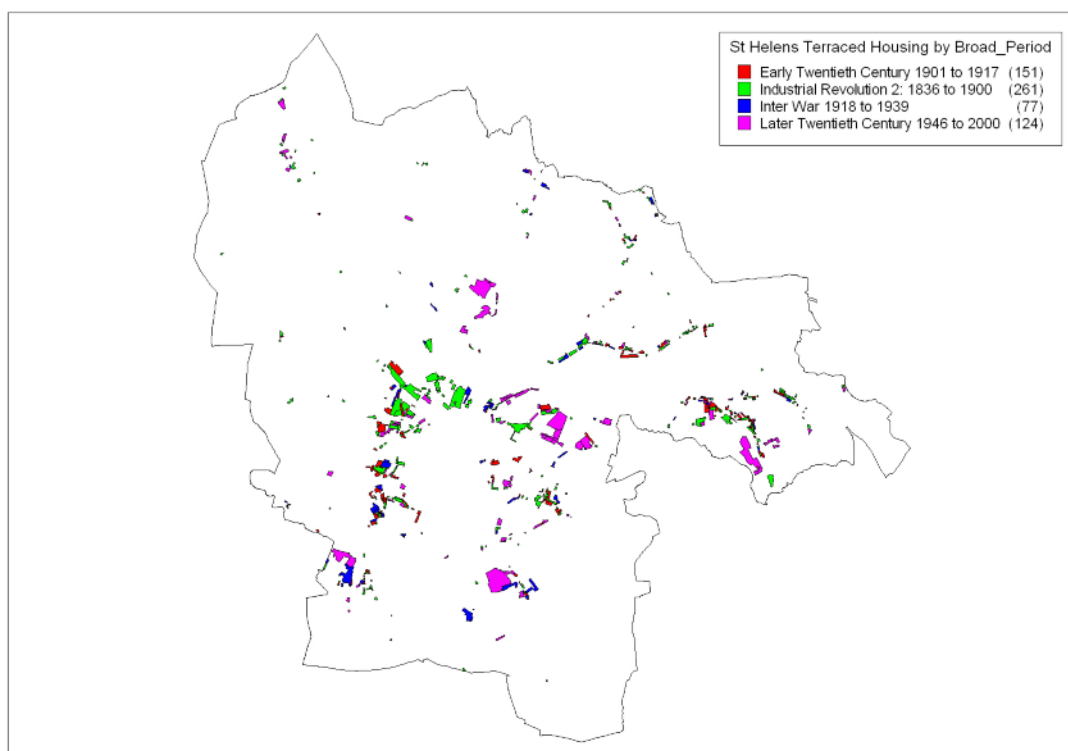 St Helens Terraced Housing by Broad_Period
Early Twentieth Century 1901 to 1917 (151)
Industrial Revolution 2: 1836 to 1900 (261)
Inter War 1918 to 1939 (77)
Later Twentieth Century 1946 to 2000 (124)